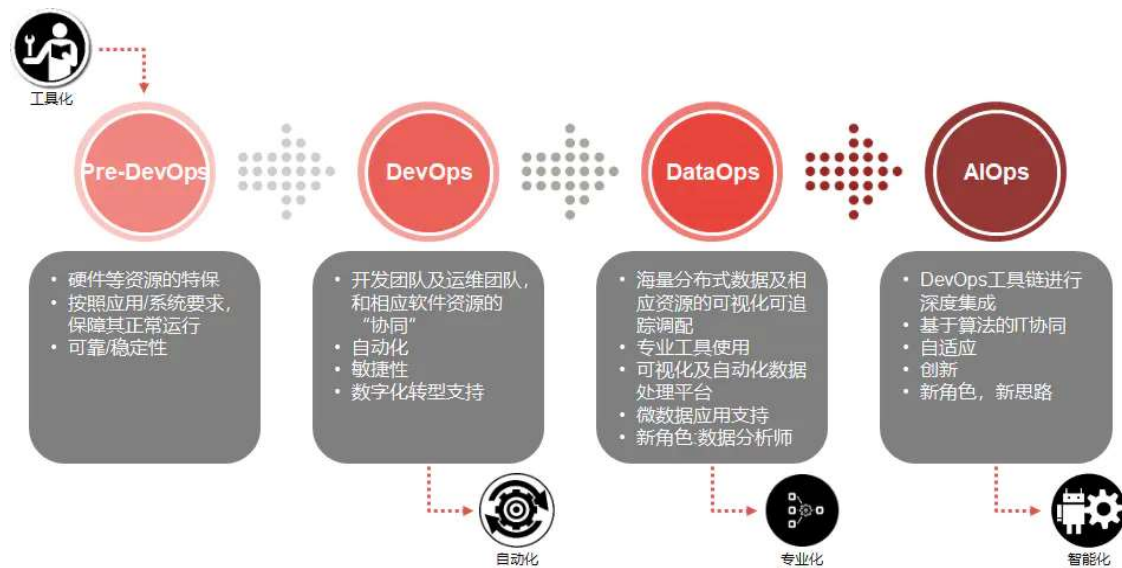 工具化
Pre-DevOps
DevOps
DataOps
AIOps
• 硬件等资源的特保
• 按照应用/系统要求，
保障其正常运行
• 可靠/稳定性
• 开发团队及运维团队，
和相应软件资源的
“协同”
• 自动化
• 敏捷性
• 数字化转型支持
• 海量分布式数据及相
应资源的可视化可追
踪调配
• 专业工具使用
• 可视化及自动化数据
处理平台
• 微数据应用支持
• 新角色:数据分析师
• DevOps工具链进行
深度集成
• 基于算法的IT协同
• 自适应
• 创新
• 新角色，新思路
自动化
专业化
智能化